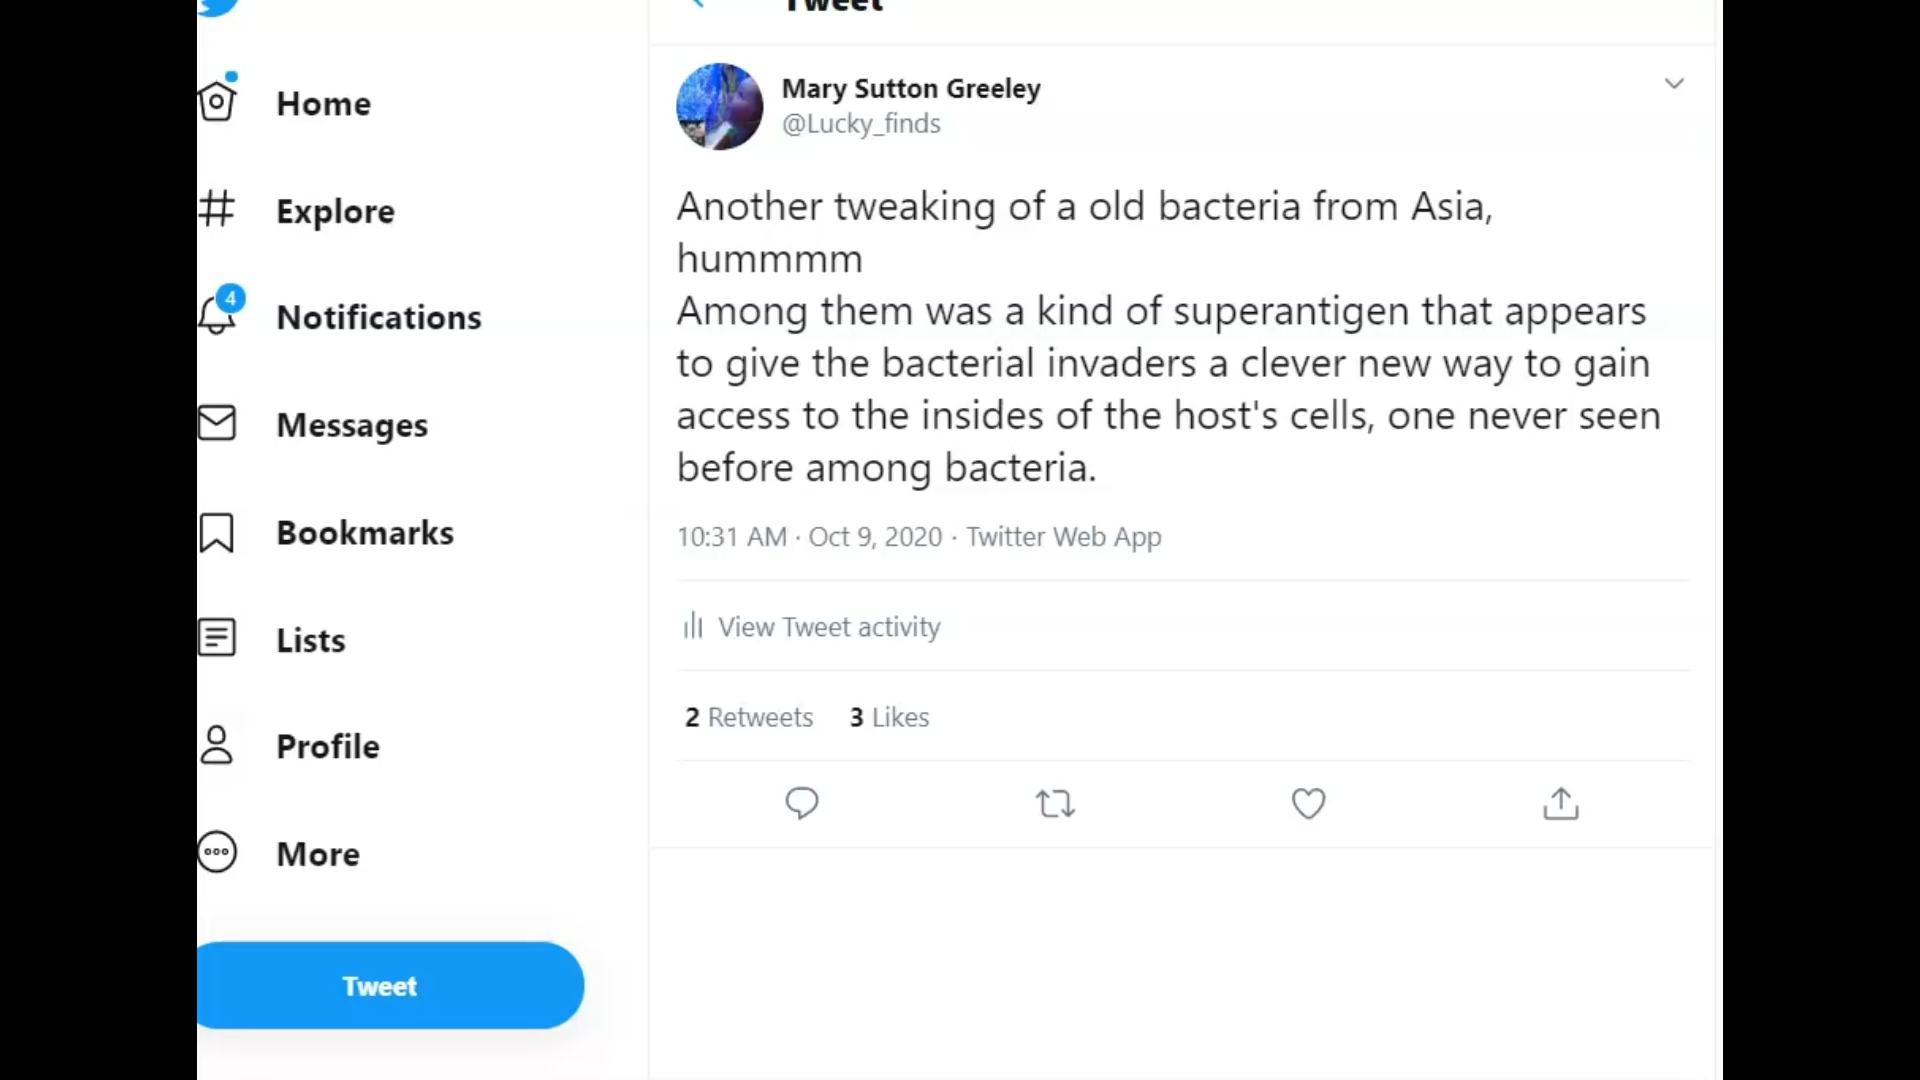 Tweet
Home
Explore
4
Notifications
Messages
Bookmarks
Lists
Profile
More
Tweet
Mary Sutton Greeley
@Lucky_finds
Another tweaking of a old bacteria from Asia,
hummmm
Among them was a kind of superantigen that appears
to give the bacterial invaders a clever new way to gain
access to the insides of the host's cells, one never seen
before among bacteria.
10:31 AM · Oct 9, 2020 · Twitter Web App
View Tweet activity
2 Retweets 3 Likes